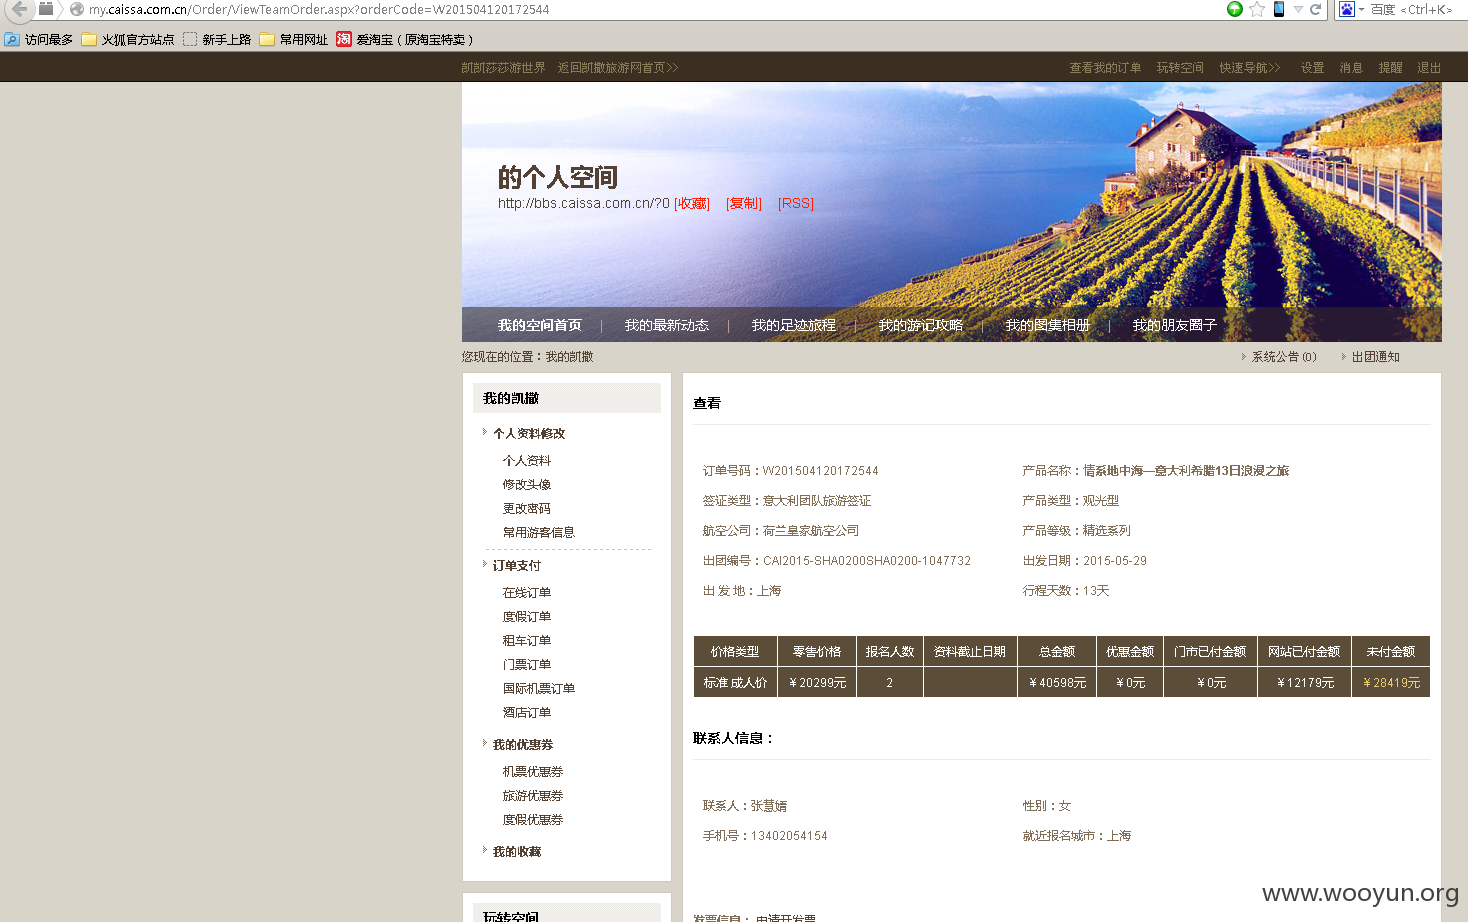 my.caissa.com.cn/Order/ViewTeamOrder.aspx?orderCode=W201504120172544
百度 <Ctrl+K>
访问最多 火狐官方站点 新手上路 常用网址 爱淘宝（原淘宝特卖）
凯凯莎莎游世界 返回凯撒旅游网首页>> 查看我的订单 玩转空间 快速导航>> 设置 消息 提醒 退出
的个人空间
http://bbs.caissa.com.cn/?0 [收藏] [复制] [RSS]
我的空间首页 | 我的最新动态 | 我的足迹旅程 | 我的游记攻略 | 我的图集相册 | 我的朋友圈子
您现在的位置：我的凯撒 系统公告(0) 出团通知
我的凯撒
个人资料修改
个人资料
修改头像
更改密码
常用游客信息
订单支付
在线订单
度假订单
租车订单
门票订单
国际机票订单
酒店订单
我的优惠券
机票优惠券
旅游优惠券
度假优惠券
我的收藏
玩转空间
查看
订单号码：W201504120172544 产品名称：情系地中海—意大利希腊13日浪漫之旅
签证类型：意大利团队旅游签证 产品类型：观光型
航空公司：荷兰皇家航空公司 产品等级：精选系列
出团编号：CAI2015-SHA0200SHA0200-1047732 出发日期：2015-05-29
出 发 地：上海 行程天数：13天
价格类型 零售价格 报名人数 资料截止日期 总金额 优惠金额 门市已付金额 网站已付金额 未付金额
标准 成人价 ￥20299元 2 ￥40598元 ￥0元 ￥0元 ￥12179元 ￥28419元
联系人信息：
联系人：张慧婧 性别：女
手机号：13402054154 就近报名城市：上海
发票信息： 申请开发票
www.wooyun.org